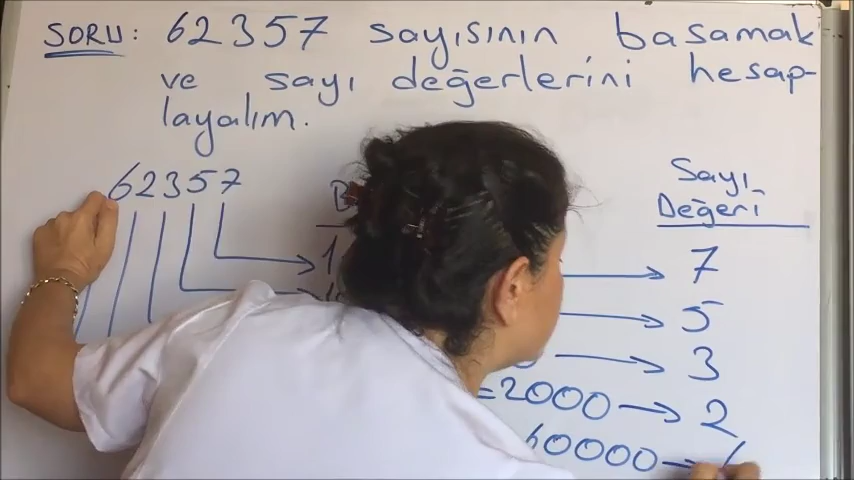 SORU: 62357 sayısının basamak
ve sayı değerlerini hesap-
layalım.
62357
Sayı
Değeri
7
5
3
=2000 → 2
60000 →